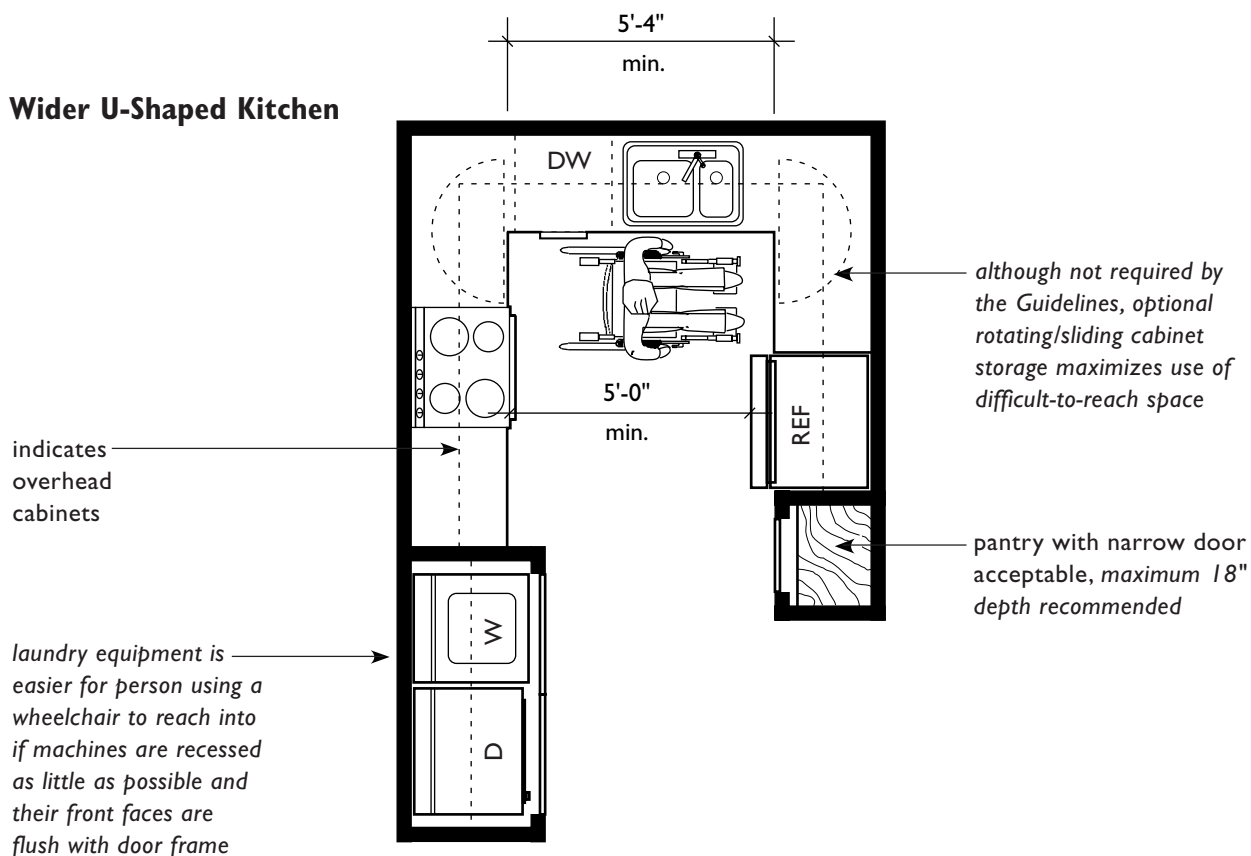 5'-4"
min.
Wider U-Shaped Kitchen
DW
although not required by
the Guidelines, optional
rotating/sliding cabinet
storage maximizes use of
difficult-to-reach space
5'-0"
min.
REF
indicates
overhead
cabinets
pantry with narrow door
acceptable, maximum 18"
depth recommended
W
D
laundry equipment is
easier for person using a
wheelchair to reach into
if machines are recessed
as little as possible and
their front faces are
flush with door frame